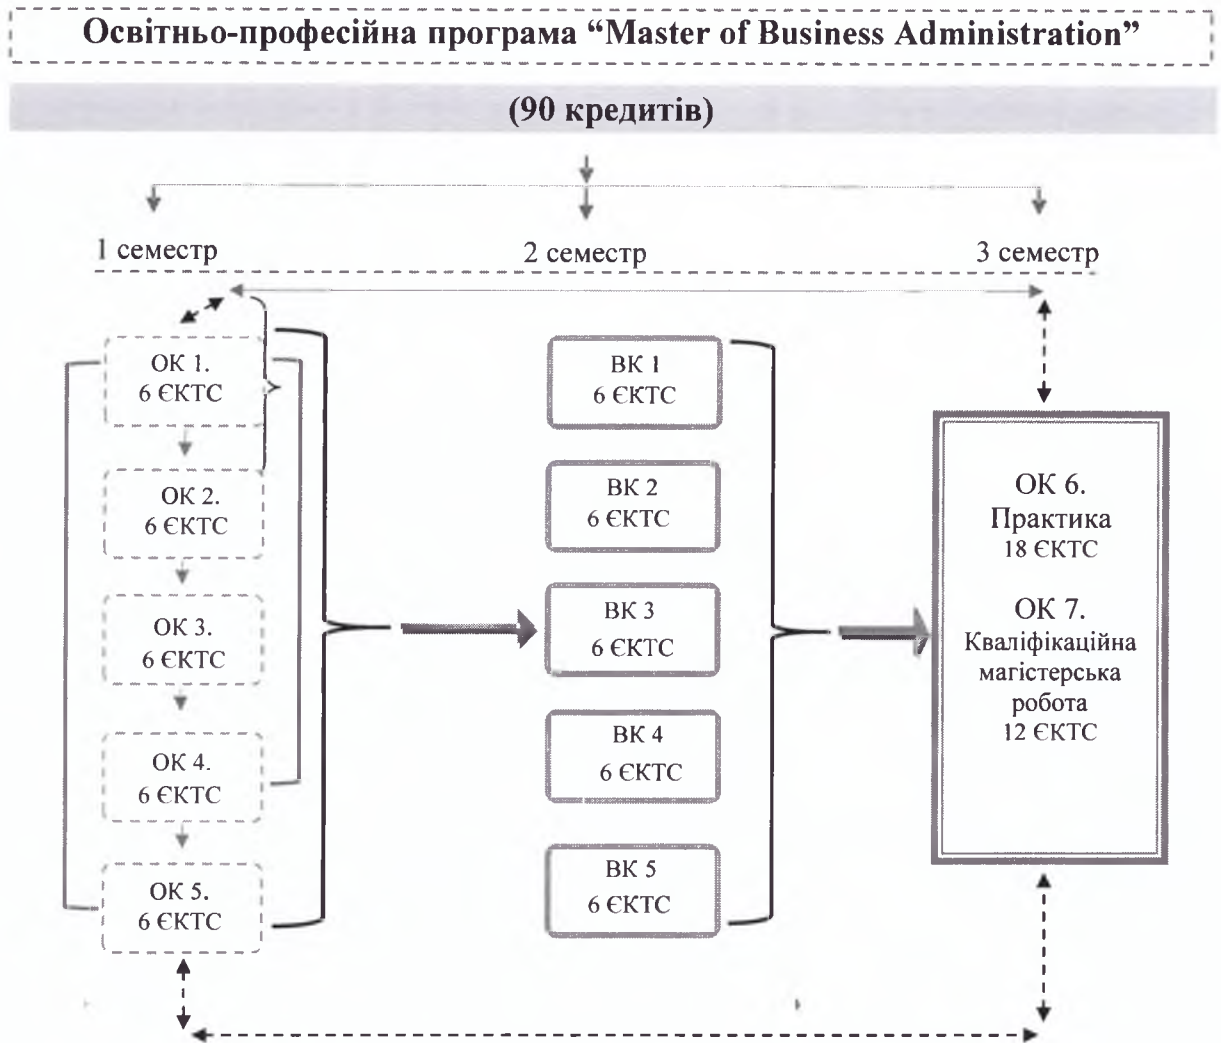 Освітньо-професійна програма “Master of Business Administration”
(90 кредитів)
1 семестр
2 семестр
3 семестр
ОК 1.
6 ЄКТС
ОК 2.
6 ЄКТС
ОК 3.
6 ЄКТС
ОК 4.
6 ЄКТС
ОК 5.
6 ЄКТС
ВК 1
6 ЄКТС
ВК 2
6 ЄКТС
ВК 3
6 ЄКТС
ВК 4
6 ЄКТС
ВК 5
6 ЄКТС
ОК 6.
Практика
18 ЄКТС
ОК 7.
Кваліфікаційна
магістерська
робота
12 ЄКТС